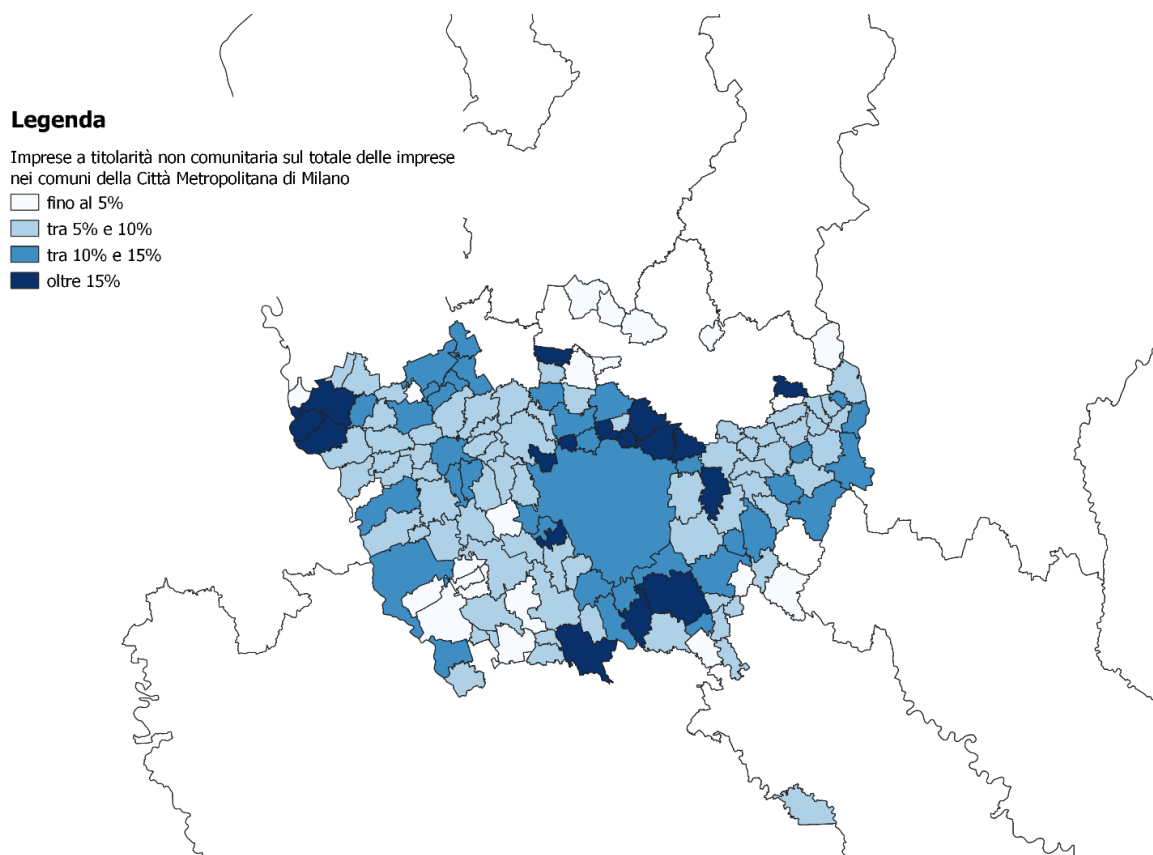 Legenda
Imprese a titolarità non comunitaria sul totale delle imprese
nei comuni della Città Metropolitana di Milano
fino al 5%
tra 5% e 10%
tra 10% e 15%
oltre 15%